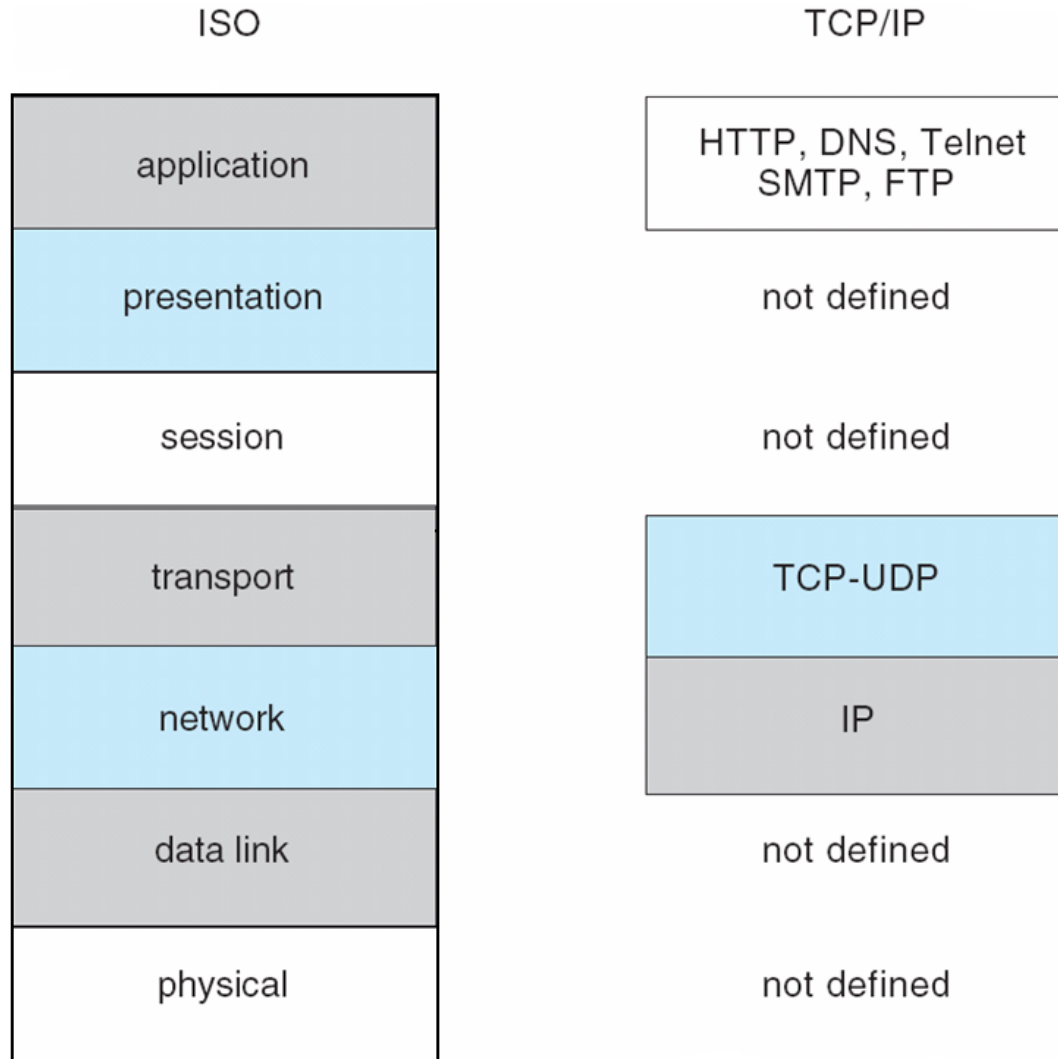 ISO
TCP/IP
application
HTTP, DNS, Telnet
SMTP, FTP
presentation
not defined
session
not defined
transport
TCP-UDP
network
IP
data link
not defined
physical
not defined